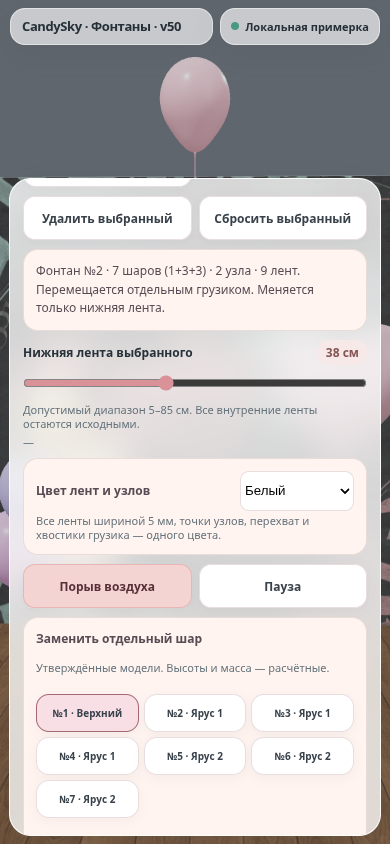 CandySky · Фонтаны · v50
Локальная примерка
Удалить выбранный
Сбросить выбранный
Фонтан №2 · 7 шаров (1+3+3) · 2 узла · 9 лент.
Перемещается отдельным грузиком. Меняется
только нижняя лента.
Нижняя лента выбранного
38 см
Допустимый диапазон 5–85 см. Все внутренние ленты
остаются исходными.
—
Цвет лент и узлов
Белый
Все ленты шириной 5 мм, точки узлов, перехват и
хвостики грузика — одного цвета.
Порыв воздуха
Пауза
Заменить отдельный шар
Утверждённые модели. Высоты и масса — расчётные.
№1 · Верхний
№2 · Ярус 1
№3 · Ярус 1
№4 · Ярус 1
№5 · Ярус 2
№6 · Ярус 2
№7 · Ярус 2